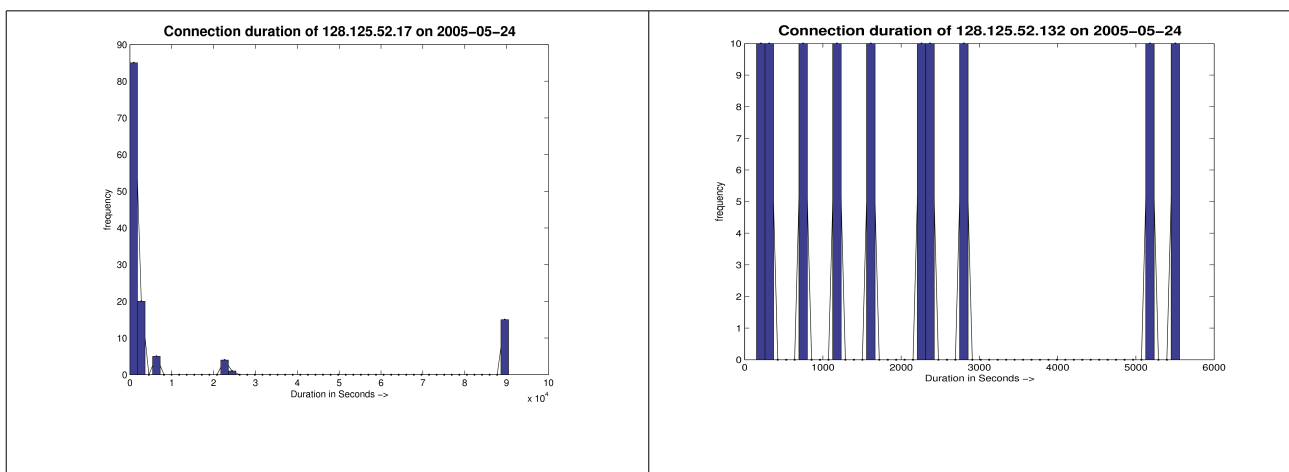 Connection duration of 128.125.52.17 on 2005−05−24
90
80
70
60
50
40
30
20
10
0
frequency
0 1 2 3 4 5 6 7 8 9 10
x 10^4
Duration in Seconds −>
Connection duration of 128.125.52.132 on 2005−05−24
10
9
8
7
6
5
4
3
2
1
0
frequency
0 1000 2000 3000 4000 5000 6000
Duration in Seconds −>